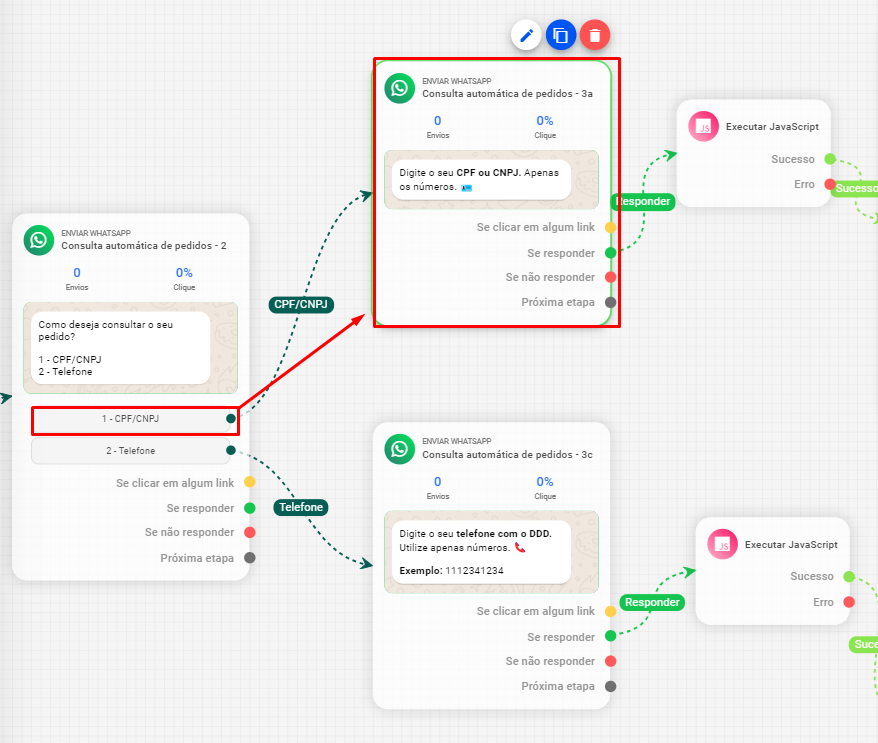 ENVIAR WHATSAPP
Consulta automática de pedidos - 2
0
0%
Envios
Clique
Como deseja consultar o seu
pedido?
1 - CPF/CNPJ
2 - Telefone
1 - CPF/CNPJ
2 - Telefone
Se clicar em algum link
Se responder
Se não responder
Próxima etapa
CPF/CNPJ
Telefone
ENVIAR WHATSAPP
Consulta automática de pedidos - 3a
0
0%
Envios
Clique
Digite o seu CPF ou CNPJ. Apenas
os números.
Se clicar em algum link
Se responder
Se não responder
Próxima etapa
Responder
JS
Executar JavaScript
Sucesso
Erro
Sucesso
ENVIAR WHATSAPP
Consulta automática de pedidos - 3c
0
0%
Envios
Clique
Digite o seu telefone com o DDD.
Utilize apenas números.
Exemplo: 1112341234
Se clicar em algum link
Se responder
Se não responder
Próxima etapa
Responder
JS
Executar JavaScript
Sucesso
Erro
Suce